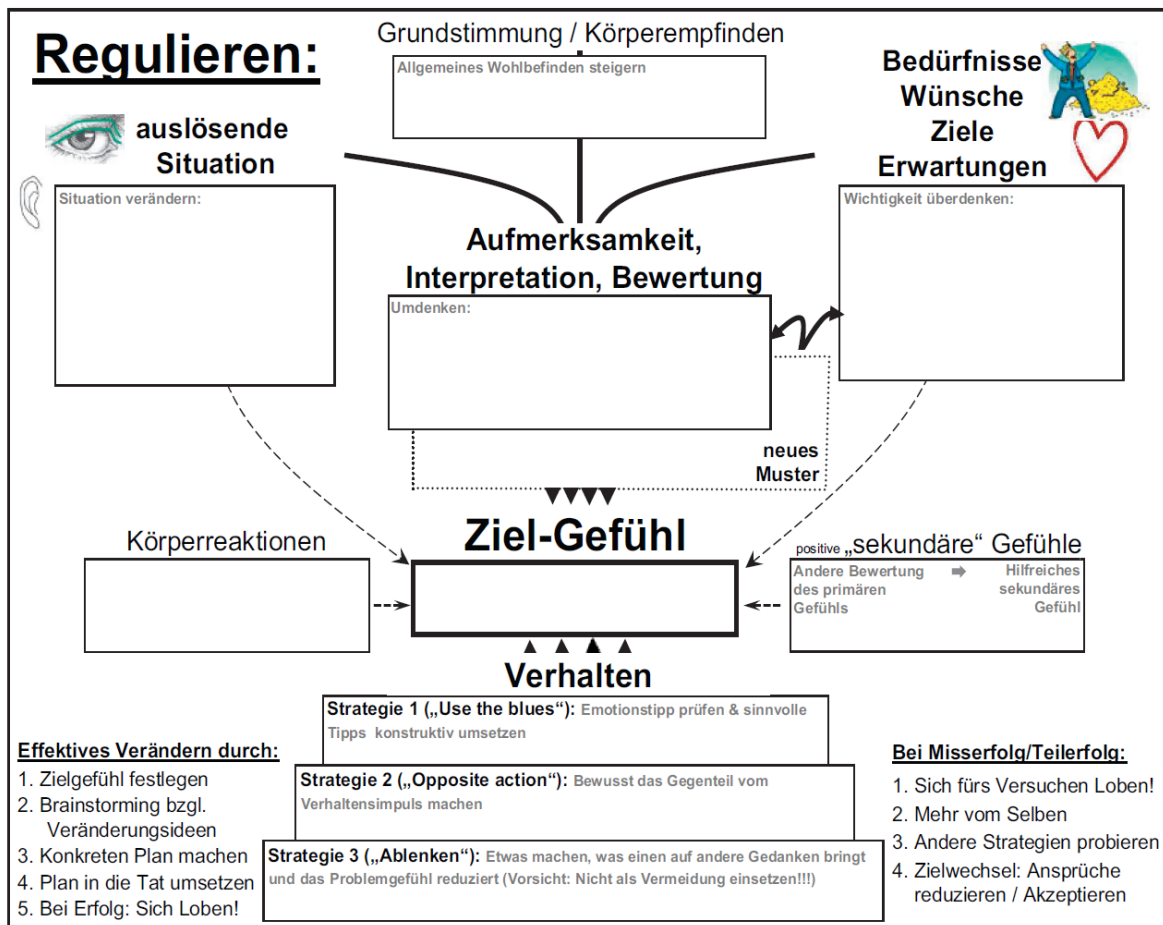 Regulieren:
Grundstimmung / Körperempfinden
Allgemeines Wohlbefinden steigern
Bedürfnisse
Wünsche
Ziele
Erwartungen
auslösende
Situation
Situation verändern:
Wichtigkeit überdenken:
Aufmerksamkeit,
Interpretation, Bewertung
Umdenken:
neues
Muster
Ziel-Gefühl
Körperreaktionen
positive „sekundäre“ Gefühle
Andere Bewertung ➡ Hilfreiches
des primären sekundäres
Gefühls Gefühl
Verhalten
Strategie 1 („Use the blues“): Emotionstipp prüfen & sinnvolle
Tipps konstruktiv umsetzen
Strategie 2 („Opposite action“): Bewusst das Gegenteil vom
Verhaltensimpuls machen
Strategie 3 („Ablenken“): Etwas machen, was einen auf andere Gedanken bringt
und das Problemgefühl reduziert (Vorsicht: Nicht als Vermeidung einsetzen!!!)
Effektives Verändern durch:
1. Zielgefühl festlegen
2. Brainstorming bzgl.
Veränderungsideen
3. Konkreten Plan machen
4. Plan in die Tat umsetzen
5. Bei Erfolg: Sich Loben!
Bei Misserfolg/Teilerfolg:
1. Sich fürs Versuchen Loben!
2. Mehr vom Selben
3. Andere Strategien probieren
4. Zielwechsel: Ansprüche
reduzieren / Akzeptieren